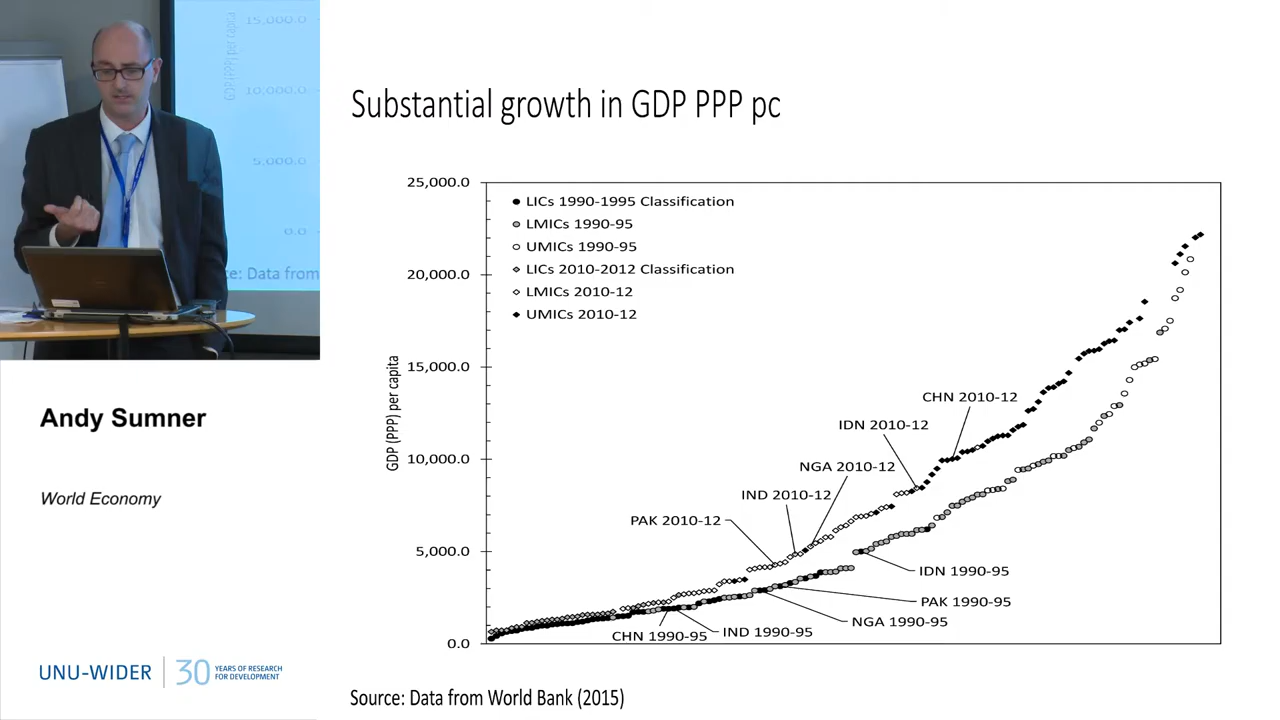 15,000.0
10,000.0
5,000.0
0.0
GDP (PPP) per capita
e: Data from
Substantial growth in GDP PPP pc
25,000.0
20,000.0
15,000.0
10,000.0
5,000.0
0.0
GDP (PPP) per capita
LICs 1990-1995 Classification
LMICs 1990-95
UMICs 1990-95
LICs 2010-2012 Classification
LMICs 2010-12
UMICs 2010-12
CHN 2010-12
IDN 2010-12
NGA 2010-12
IND 2010-12
PAK 2010-12
IDN 1990-95
PAK 1990-95
NGA 1990-95
IND 1990-95
CHN 1990-95
Source: Data from World Bank (2015)
Andy Sumner
World Economy
UNU-WIDER
30 YEARS OF RESEARCH
FOR DEVELOPMENT